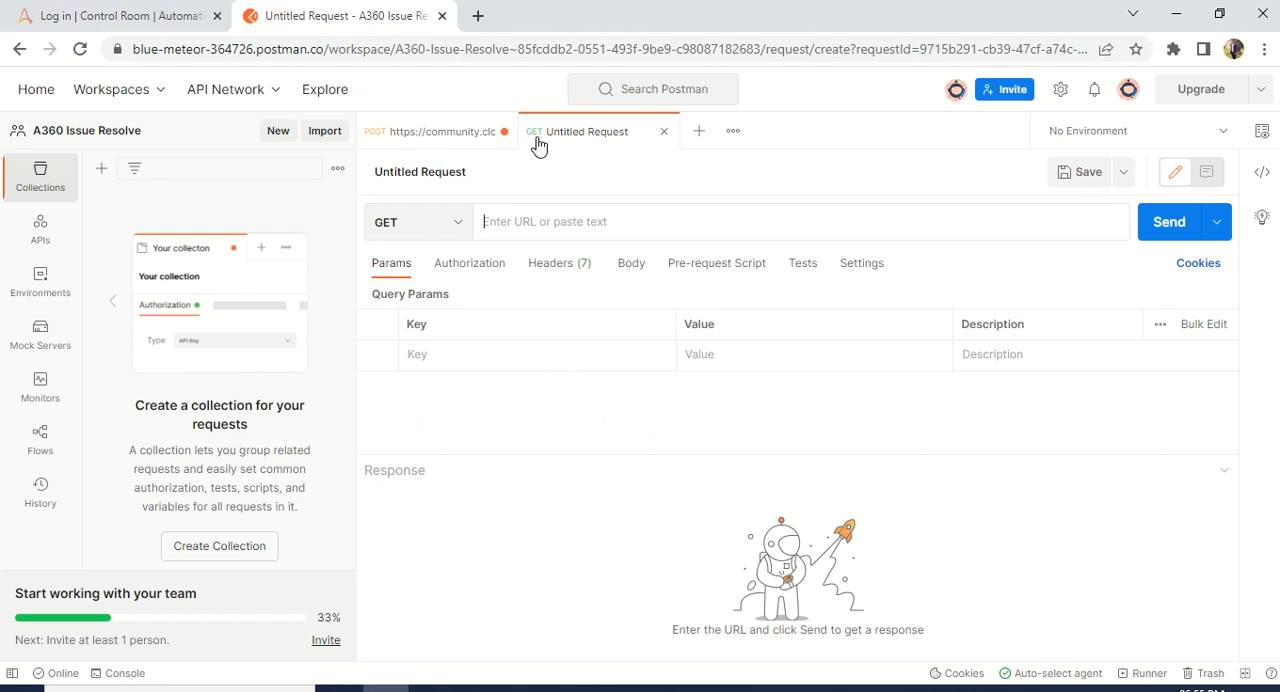 Log in | Control Room | Automat
Untitled Request - A360 Issue Re
blue-meteor-364726.postman.co/workspace/A360-Issue-Resolve~85fcddb2-0551-493f-9be9-c98087182683/request/create?requestId=9715b291-cb39-47cf-a74c-...
Home
Workspaces
API Network
Explore
Search Postman
Invite
Upgrade
A360 Issue Resolve
New
Import
POST https://community.clc
GET Untitled Request
No Environment
Untitled Request
Save
GET
Enter URL or paste text
Send
Params
Authorization
Headers (7)
Body
Pre-request Script
Tests
Settings
Cookies
Query Params
Key
Value
Description
Bulk Edit
Key
Value
Description
Response
Enter the URL and click Send to get a response
Collections
APIs
Environments
Mock Servers
Monitors
Flows
History
Your collecton
Your collection
Authorization
Type
API Key
Create a collection for your
requests
A collection lets you group related
requests and easily set common
authorization, tests, scripts, and
variables for all requests in it.
Create Collection
Start working with your team
33%
Next: Invite at least 1 person.
Invite
Online
Console
Cookies
Auto-select agent
Runner
Trash